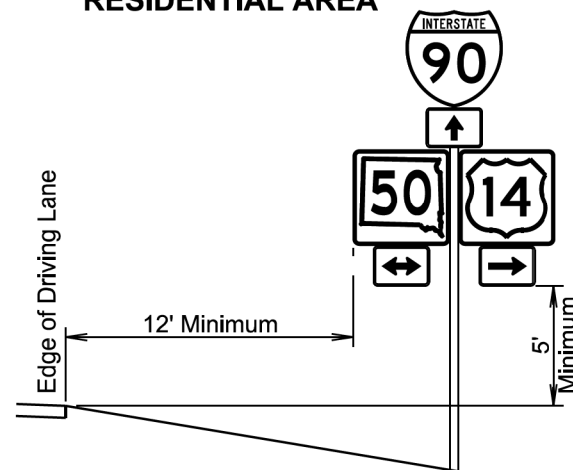 RESIDENTIAL AREA
INTERSTATE
90
50
14
Edge of Driving Lane
12' Minimum
5'
Minimum